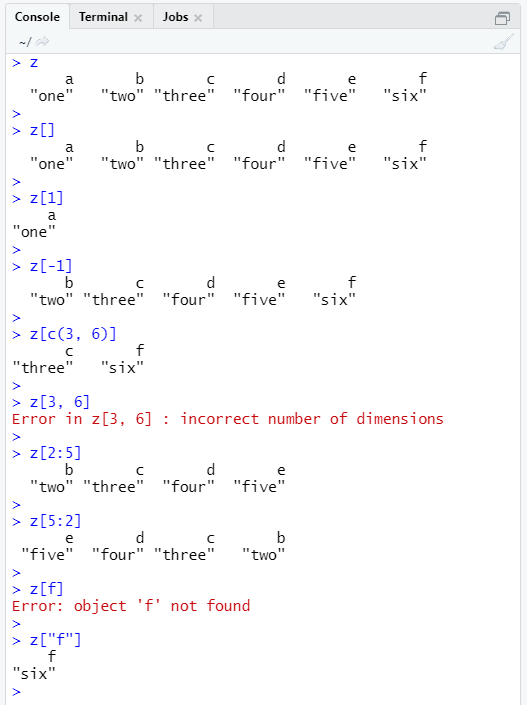 Console Terminal × Jobs ×
~/
> z
      a       b       c       d       e       f
  "one"   "two" "three"  "four"  "five"   "six"
>
> z[]
      a       b       c       d       e       f
  "one"   "two" "three"  "four"  "five"   "six"
>
> z[1]
    a
"one"
>
> z[-1]
      b       c       d       e       f
  "two" "three"  "four"  "five"   "six"
>
> z[c(3, 6)]
      c       f
"three"   "six"
>
> z[3, 6]
Error in z[3, 6] : incorrect number of dimensions
>
> z[2:5]
      b       c       d       e
  "two" "three"  "four"  "five"
>
> z[5:2]
      e       d       c       b
 "five"  "four" "three"   "two"
>
> z[f]
Error: object 'f' not found
>
> z["f"]
    f
"six"
>